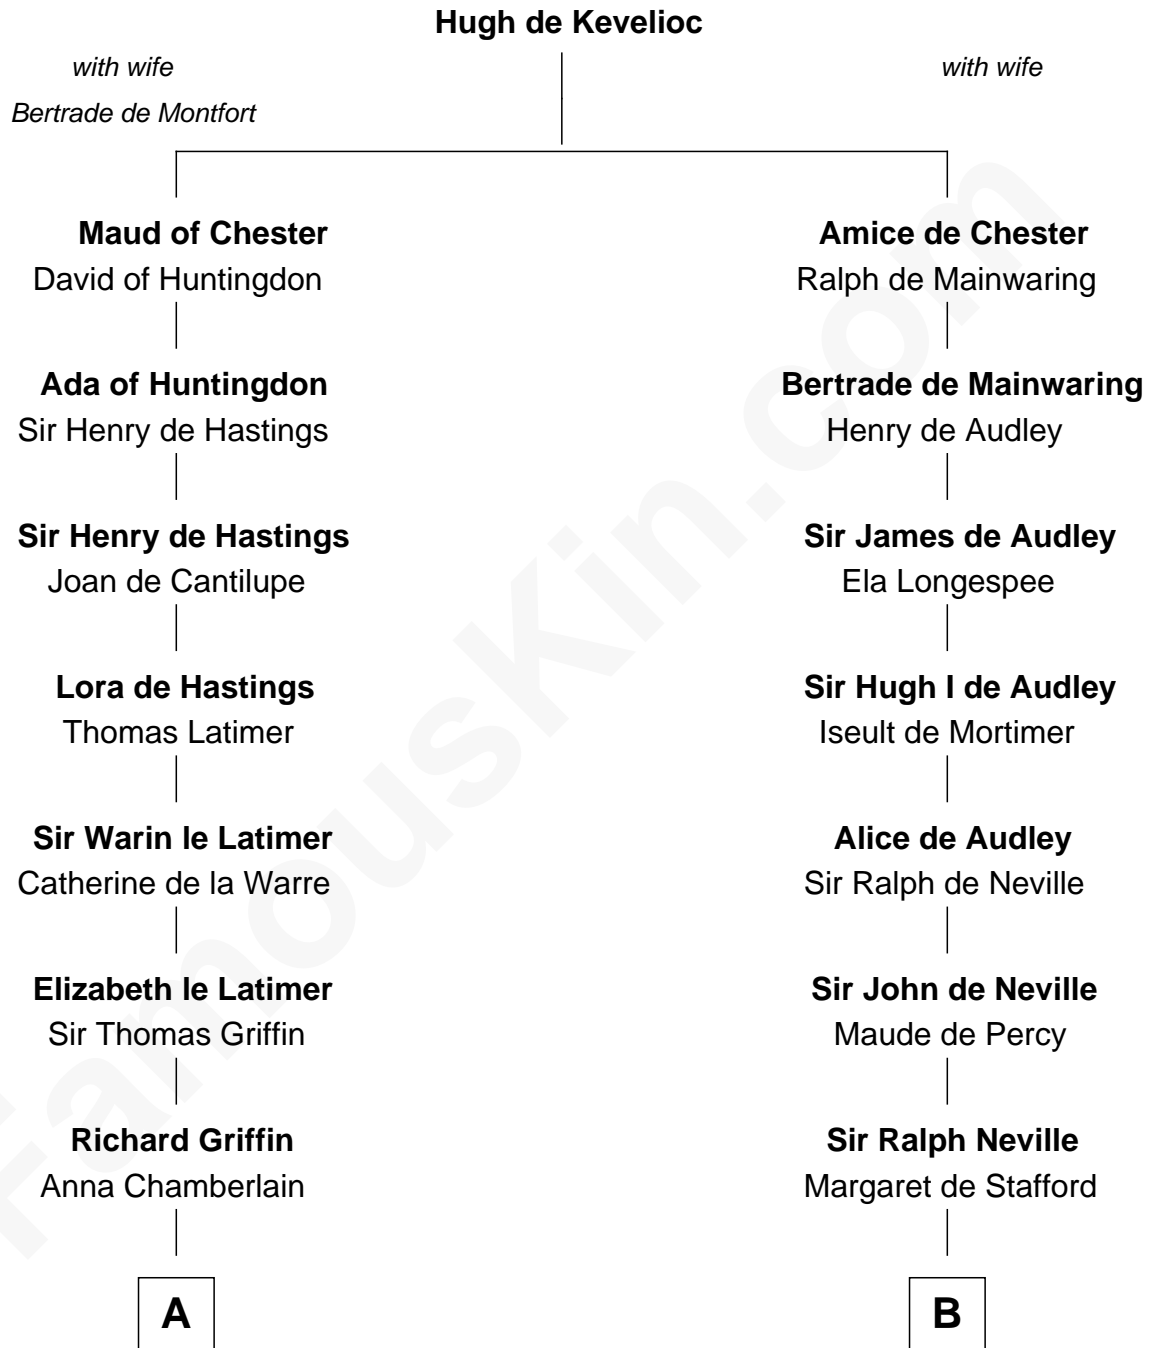 Hugh de Kevelioc
with wife
Bertrade de Montfort
with wife
Maud of Chester
David of Huntingdon
Ada of Huntingdon
Sir Henry de Hastings
Sir Henry de Hastings
Joan de Cantilupe
Lora de Hastings
Thomas Latimer
Sir Warin le Latimer
Catherine de la Warre
Elizabeth le Latimer
Sir Thomas Griffin
Richard Griffin
Anna Chamberlain
A
Amice de Chester
Ralph de Mainwaring
Bertrade de Mainwaring
Henry de Audley
Sir James de Audley
Ela Longespee
Sir Hugh I de Audley
Iseult de Mortimer
Alice de Audley
Sir Ralph de Neville
Sir John de Neville
Maude de Percy
Sir Ralph Neville
Margaret de Stafford
B
FamousKin.com